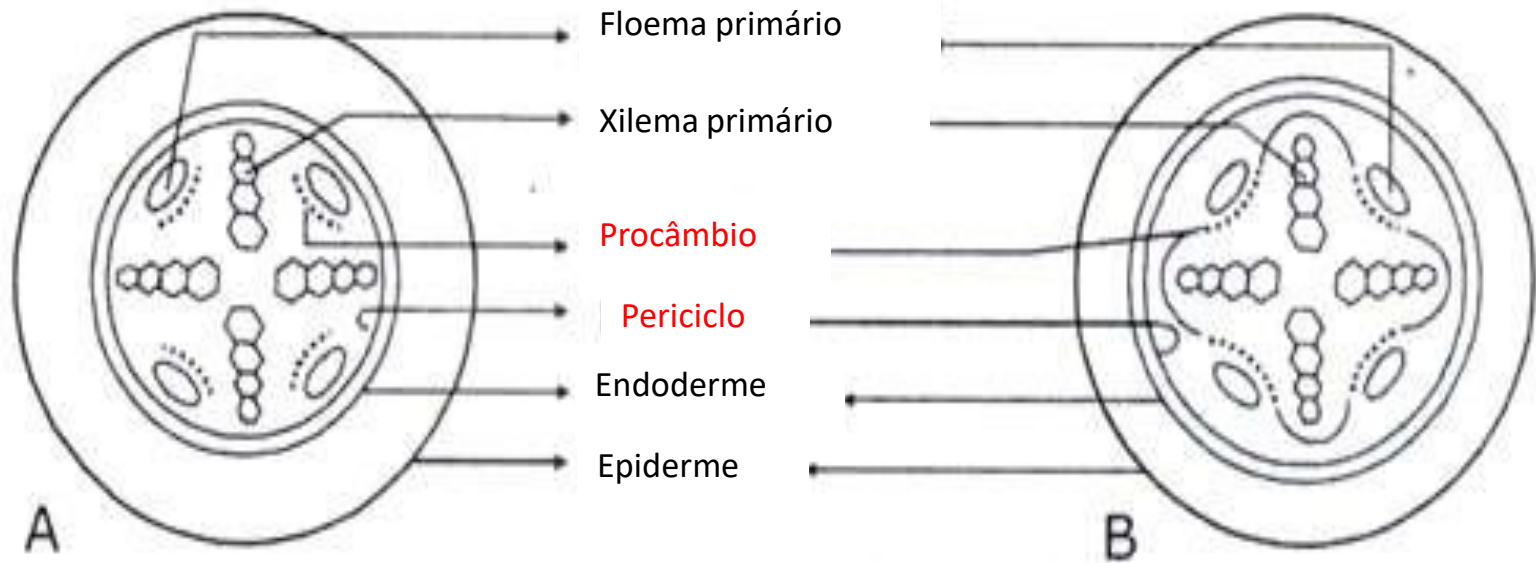 Floema primário
Xilema primário
Procâmbio
Periciclo
Endoderme
Epiderme
A
B